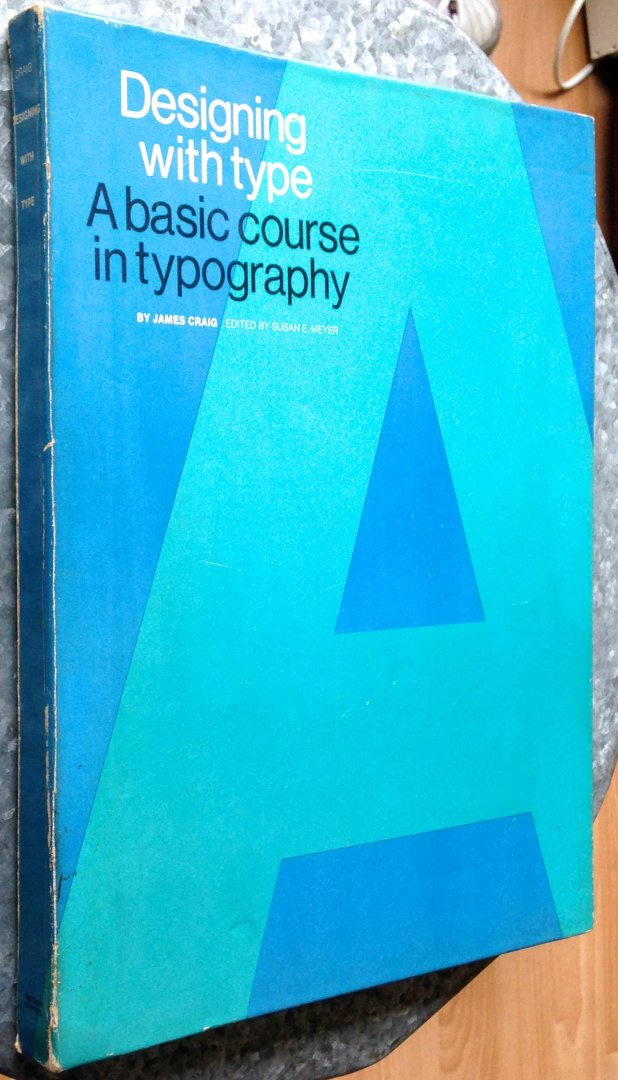 CRAIG
DESIGNING
WITH
TYPE
Designing
with type
A basic course
in typography
BY JAMES CRAIG / EDITED BY SUSAN E. MEYER